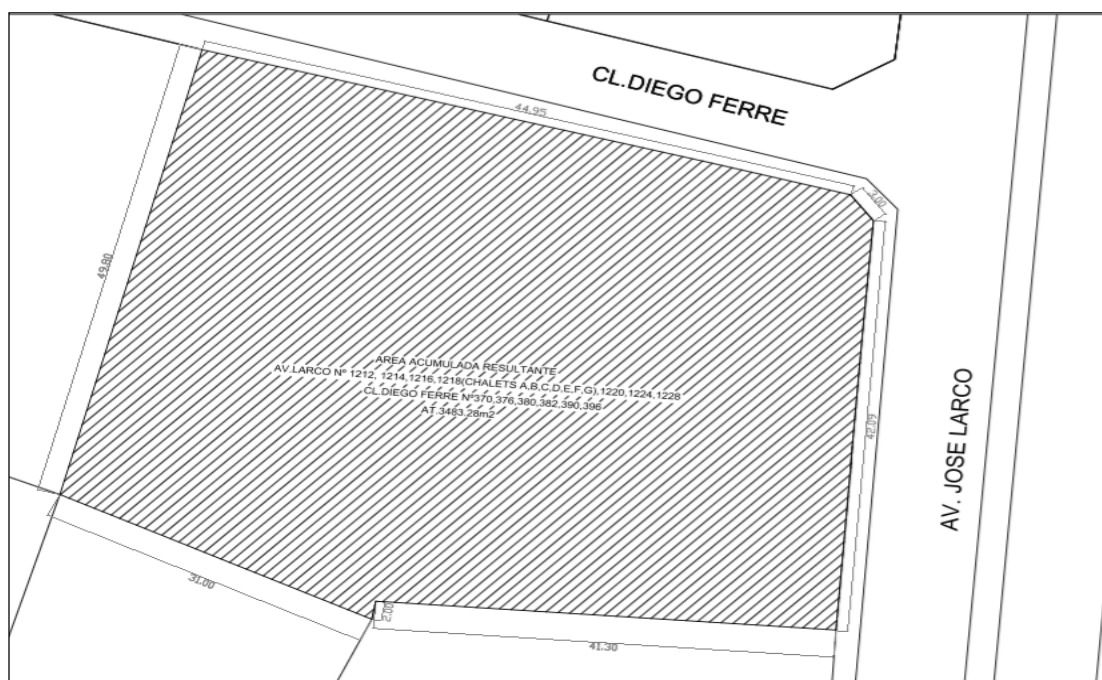 CL.DIEGO FERRE
44.95
3.00
49.80
AREA ACUMULADA RESULTANTE
AV.LARCO Nº 1212, 1214,1216,1218(CHALETS A,B,C,D,E,F,G),1220,1224,1228
CL.DIEGO FERRE Nº370,376,380,382,390,396
AT.3483.28m2
42.09
AV. JOSE LARCO
31.00
2.00
41.30